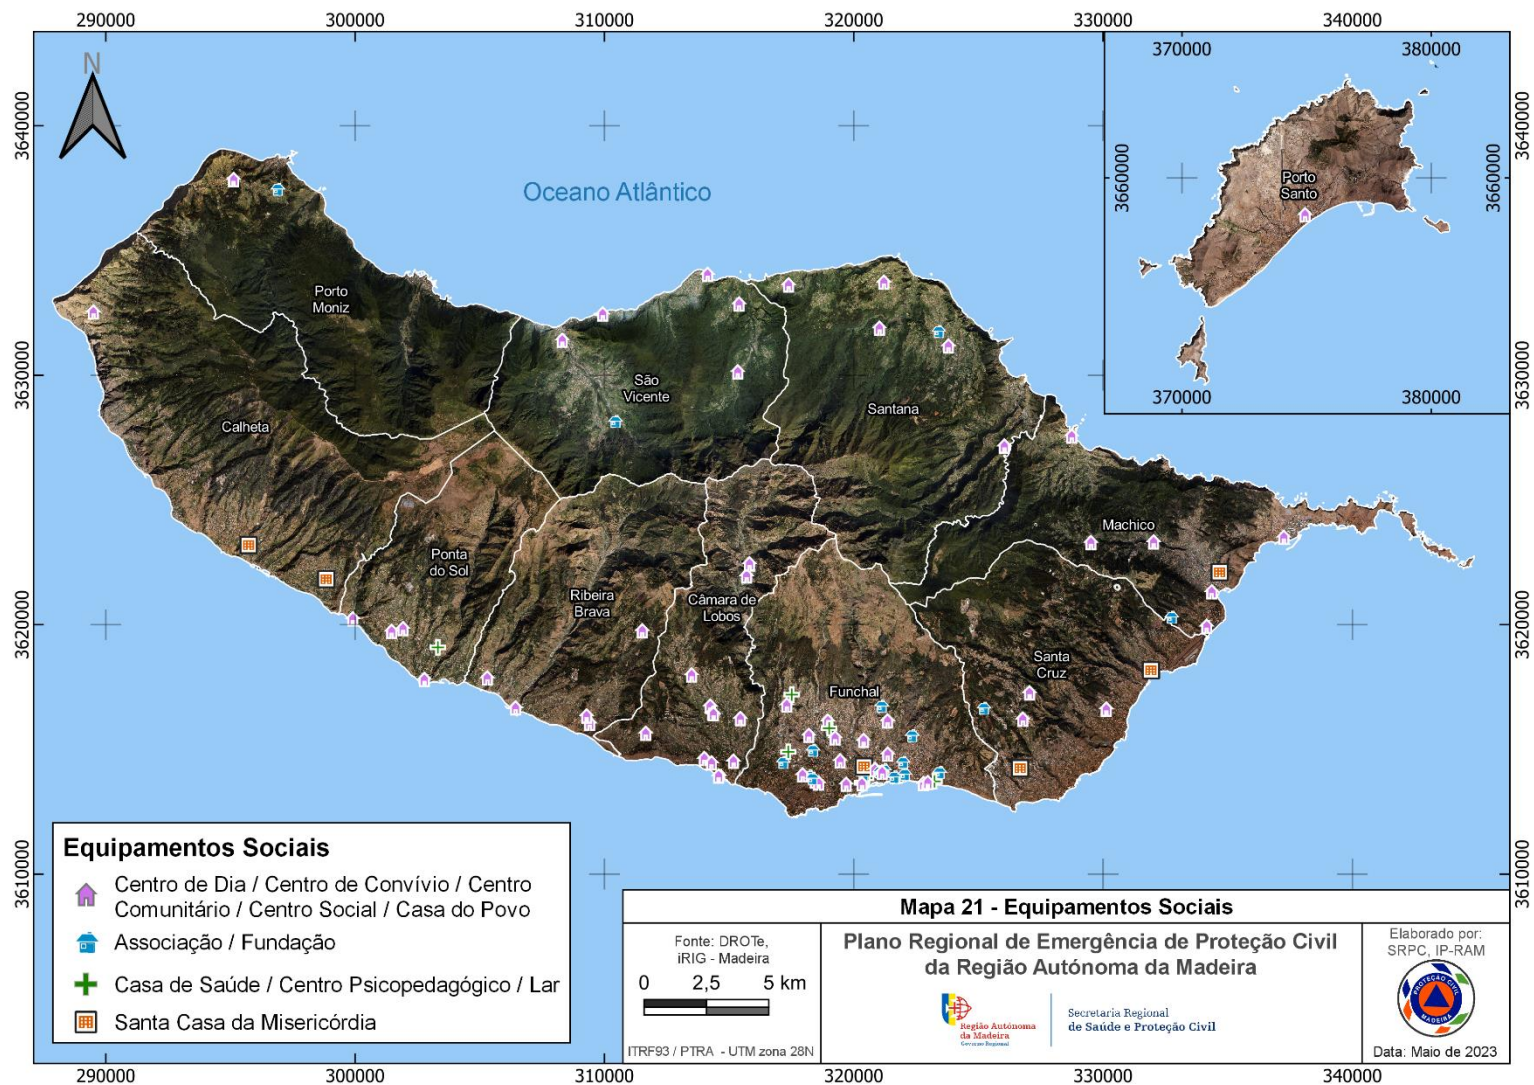 290000
300000
310000
320000
330000
340000
N
370000
380000
3640000
3640000
3660000
3660000
Porto
Santo
Oceano Atlântico
Porto
Moniz
São
Vicente
Santana
370000
380000
3630000
3630000
Calheta
Machico
Ponta
do Sol
Ribeira
Brava
Câmara de
Lobos
3620000
3620000
Santa
Cruz
Funchal
3610000
3610000
Equipamentos Sociais
Centro de Dia / Centro de Convívio / Centro
Comunitário / Centro Social / Casa do Povo
Associação / Fundação
Casa de Saúde / Centro Psicopedagógico / Lar
Santa Casa da Misericórdia
Mapa 21 - Equipamentos Sociais
Fonte: DROTe,
iRIG - Madeira
0 2,5 5 km
ITRF93 / PTRA - UTM zona 28N
Plano Regional de Emergência de Proteção Civil
da Região Autónoma da Madeira
Região Autónoma
da Madeira
Governo Regional
Secretaria Regional
de Saúde e Proteção Civil
Elaborado por:
SRPC, IP-RAM
PROTEÇÃO CIVIL
MADEIRA
Data: Maio de 2023
290000
300000
310000
320000
330000
340000